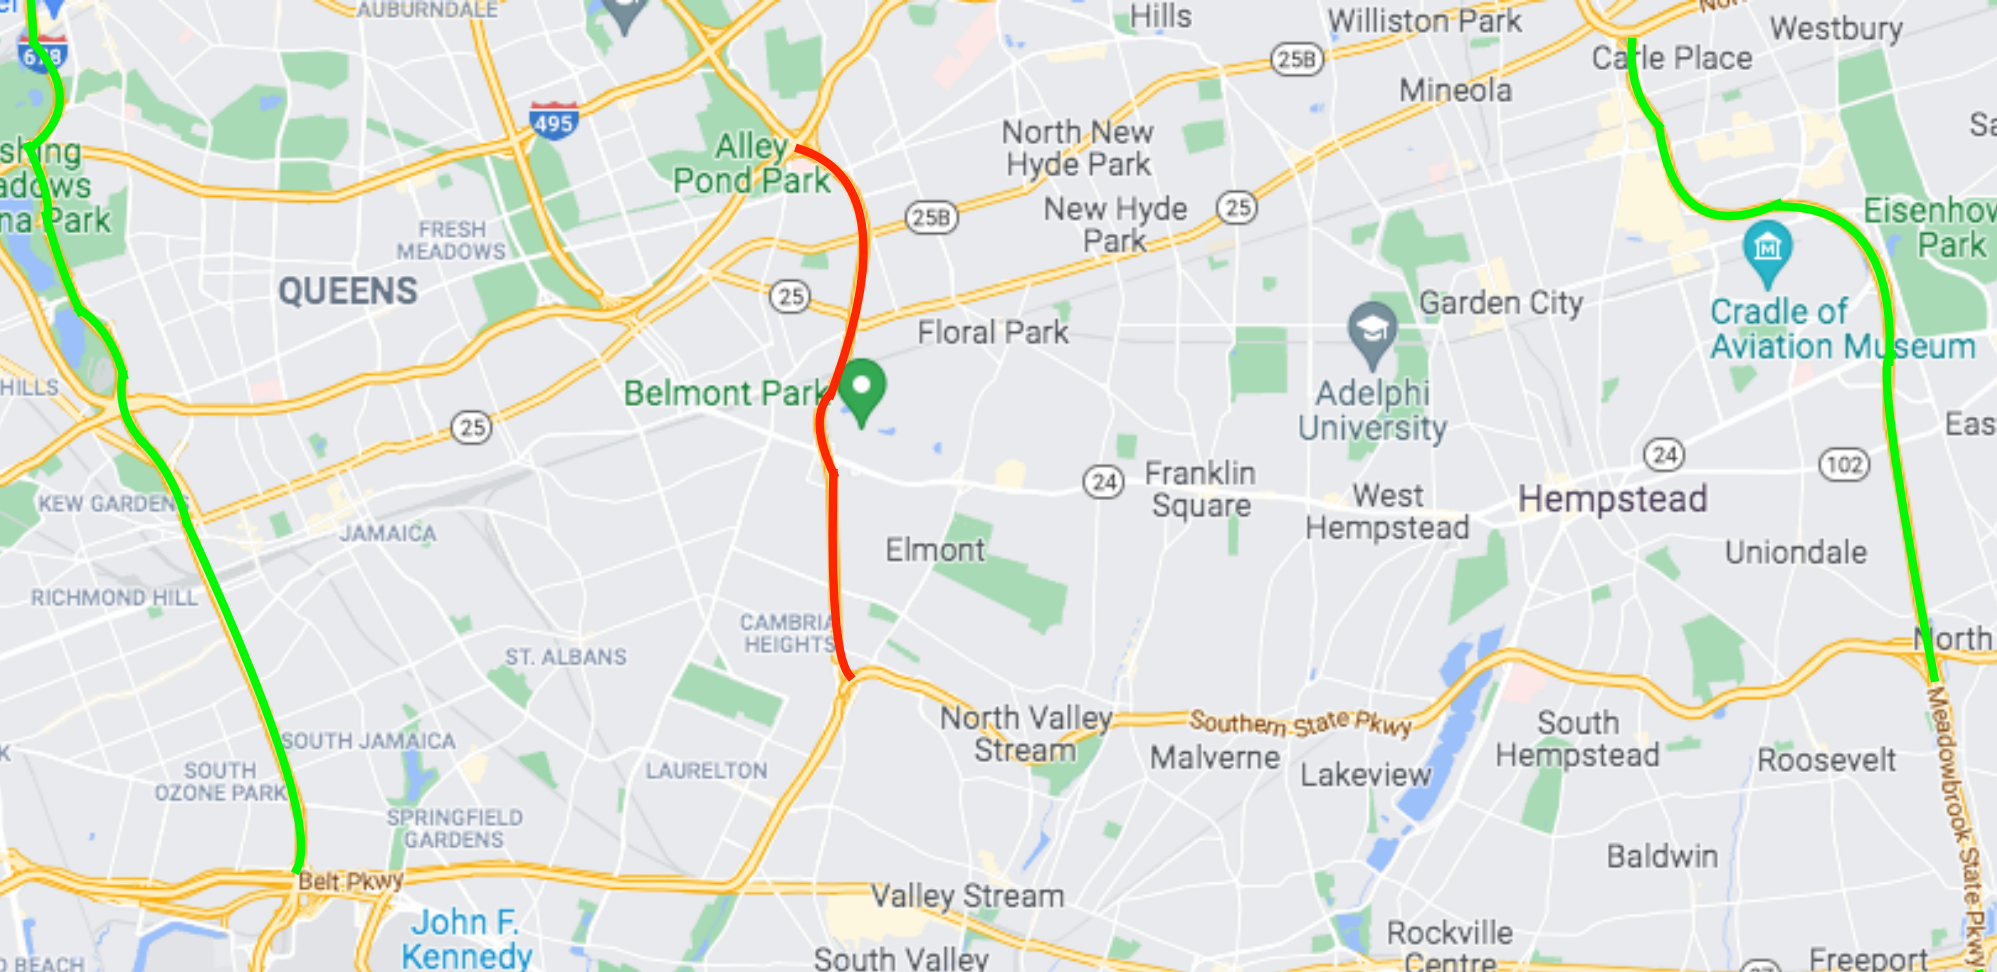 AUBURNDALE
Hills
Williston Park
Westbury
678
25B
Carle Place
Mineola
495
Alley
Pond Park
North New
Hyde Park
25B
New Hyde
Park
25
FRESH
MEADOWS
Park
Park
QUEENS
25
Garden City
Cradle of
Aviation Museum
Floral Park
HILLS
Belmont Park
Adelphi
University
25
24
102
24
Franklin
Square
West
Hempstead
Hempstead
KEW GARDENS
JAMAICA
Elmont
Uniondale
RICHMOND HILL
CAMBRIA
HEIGHTS
ST. ALBANS
North
North Valley
Stream
Southern State Pkwy
Meadowbrook State Pkwy
South
Hempstead
SOUTH JAMAICA
SOUTH
OZONE PARK
LAURELTON
Malverne
Lakeview
Roosevelt
SPRINGFIELD
GARDENS
Baldwin
Belt Pkwy
Valley Stream
John F.
Kennedy
South Valley
Rockville
Centre
Freeport
BEACH